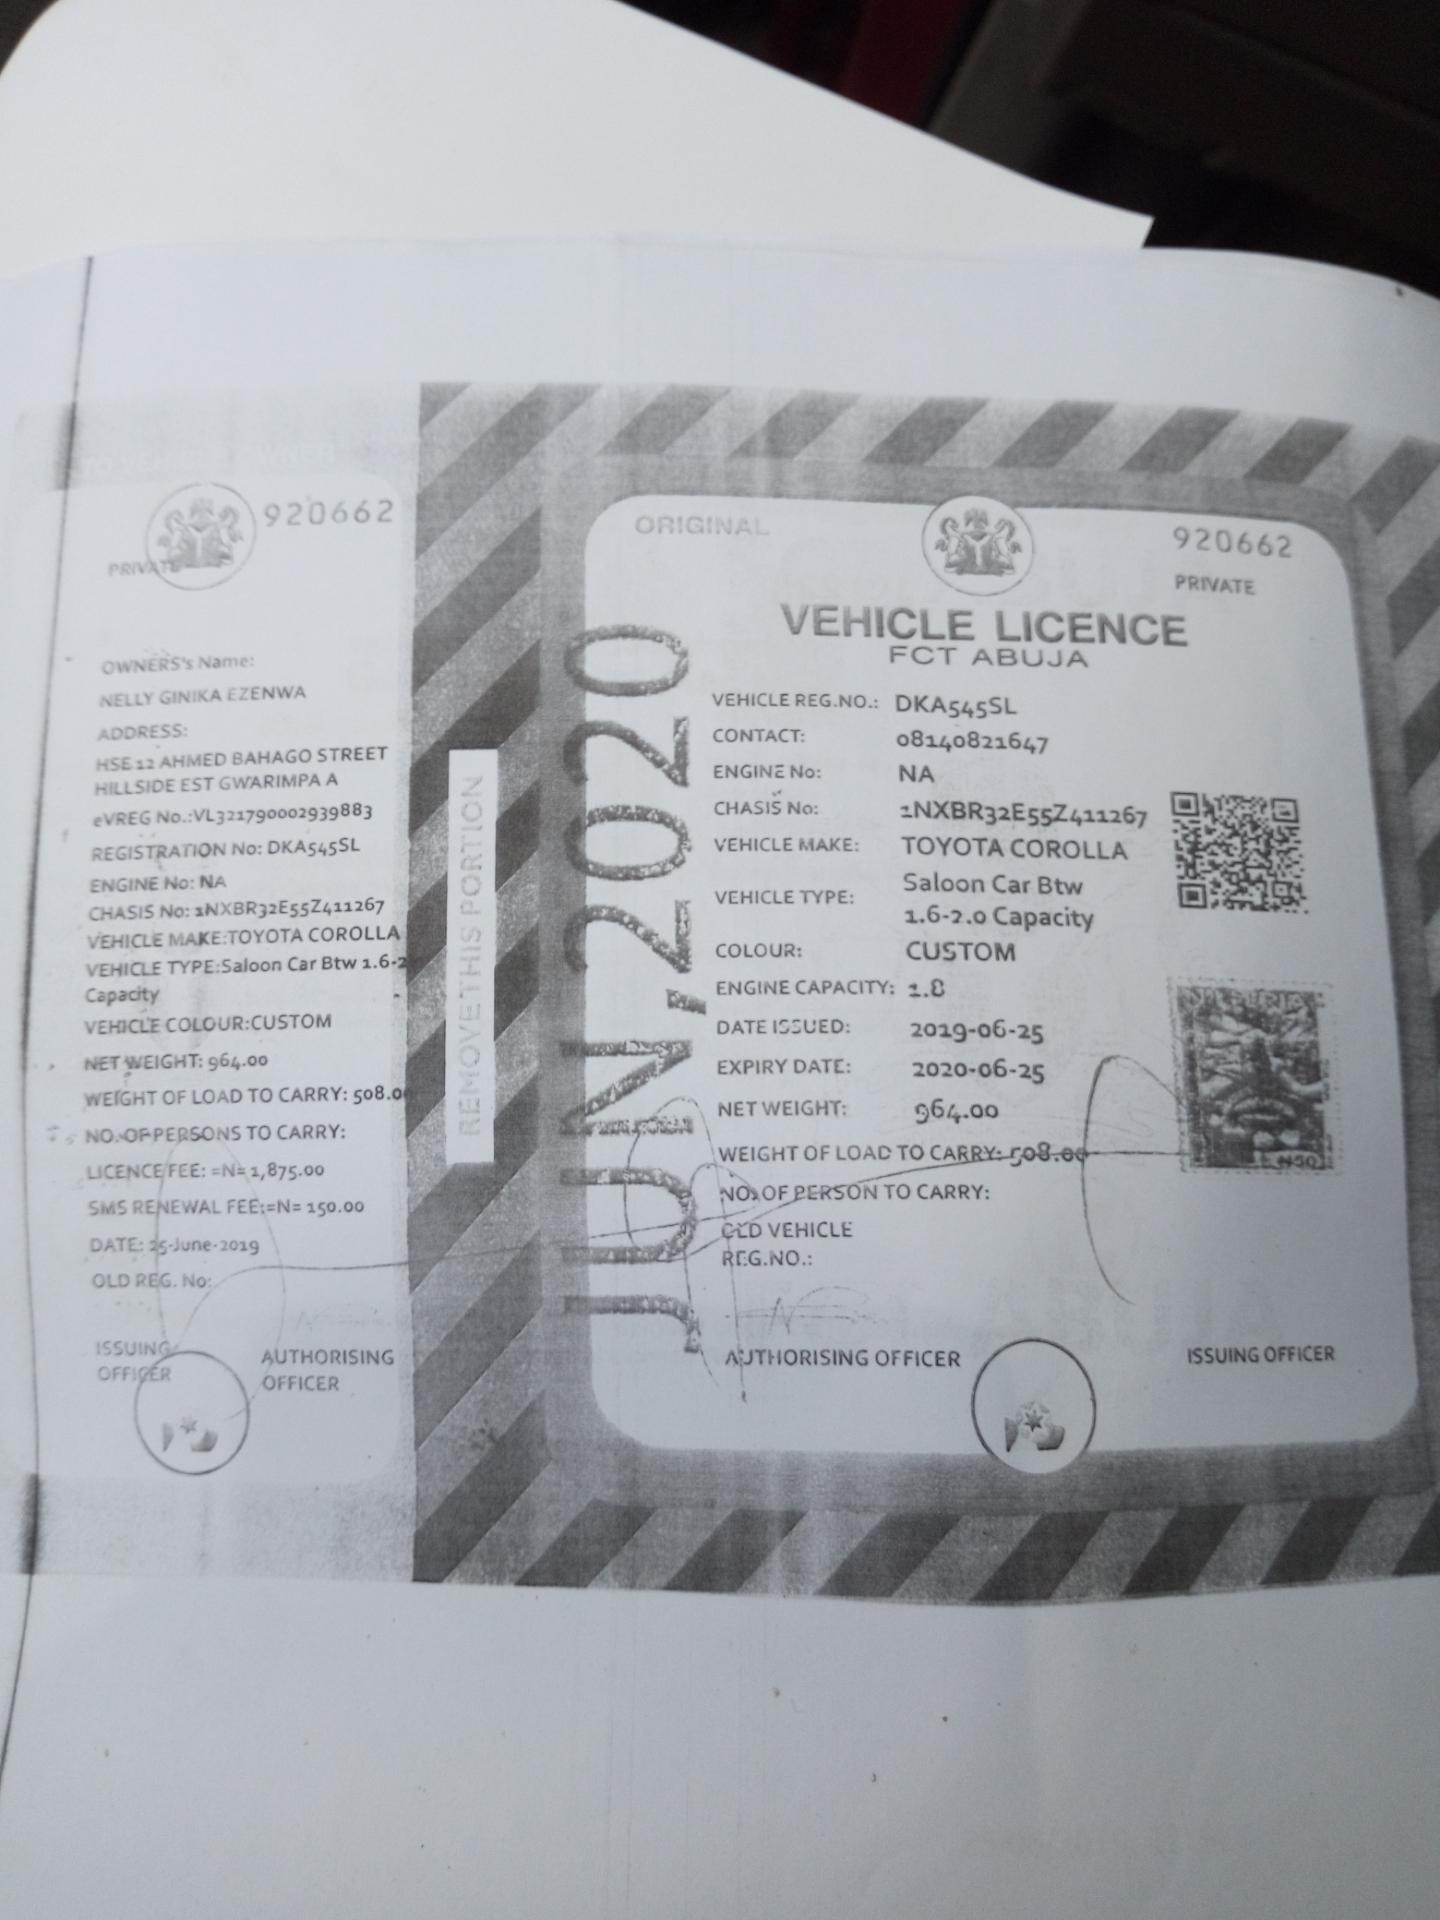 920662
PRIVATE
OWNERS's Name:
NELLY GINIKA EZENWA
ADDRESS:
HSE 12 AHMED BAHAGO STREET
HILLSIDE EST GWARIMPA A
eVREG No.:VL321790002939883
REGISTRATION No: DKA545SL
ENGINE No: NA
CHASIS No: 1NXBR32E55Z411267
VEHICLE MAKE:TOYOTA COROLLA
VEHICLE TYPE:Saloon Car Btw 1.6-2
Capacity
VEHICLE COLOUR:CUSTOM
NET WEIGHT: 964.00
WEIGHT OF LOAD TO CARRY: 508.00
NO. OF PERSONS TO CARRY:
LICENCE FEE: =N= 1,875.00
SMS RENEWAL FEE:=N= 150.00
DATE: 25-June-2019
OLD REG. No:
ISSUING
OFFICER
AUTHORISING
OFFICER
REMOVE THIS PORTION
JUN, 2020
ORIGINAL
920662
PRIVATE
VEHICLE LICENCE
FCT ABUJA
VEHICLE REG.NO.: DKA545SL
CONTACT: 08140821647
ENGINE No: NA
CHASIS No: 1NXBR32E55Z411267
VEHICLE MAKE: TOYOTA COROLLA
VEHICLE TYPE: Saloon Car Btw
1.6-2.0 Capacity
COLOUR: CUSTOM
ENGINE CAPACITY: 1.8
DATE ISSUED: 2019-06-25
EXPIRY DATE: 2020-06-25
NET WEIGHT: 964.00
WEIGHT OF LOAD TO CARRY: 508.00
NO. OF PERSON TO CARRY:
OLD VEHICLE
REG.NO.:
AUTHORISING OFFICER
ISSUING OFFICER
NIGERIA
N50